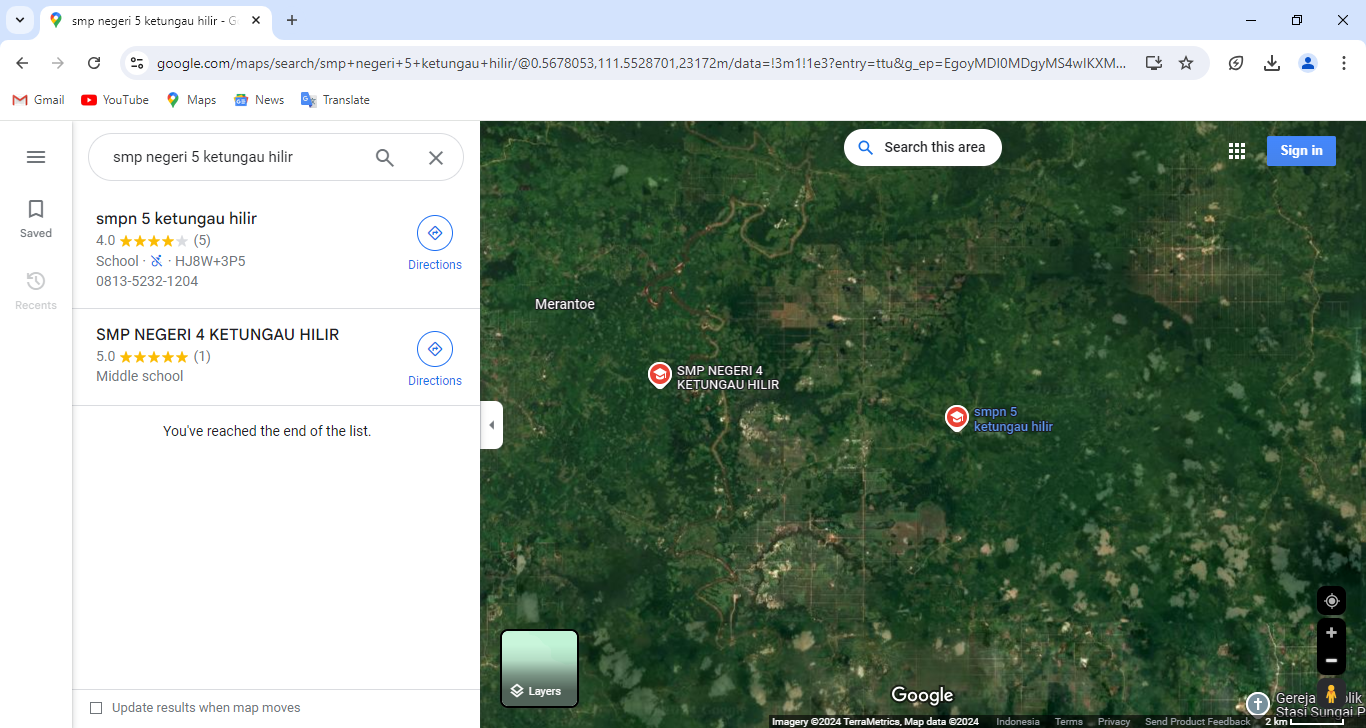 smp negeri 5 ketungau hilir - G
google.com/maps/search/smp+negeri+5+ketungau+hilir/@0.5678053,111.5528701,23172m/data=!3m1!1e3?entry=ttu&g_ep=EgoyMDI0MDgyMS4wIKXM...
Gmail
YouTube
Maps
News
Translate
smp negeri 5 ketungau hilir
Saved
Recents
smpn 5 ketungau hilir
4.0 (5)
School · · HJ8W+3P5
0813-5232-1204
Directions
SMP NEGERI 4 KETUNGAU HILIR
5.0 (1)
Middle school
Directions
You've reached the end of the list.
Update results when map moves
Search this area
Sign in
Merantoe
SMP NEGERI 4
KETUNGAU HILIR
smpn 5
ketungau hilir
Layers
Google
Gereja
Stasi Sungai P
Imagery ©2024 TerraMetrics, Map data ©2024
Indonesia
Terms
Privacy
Send Product Feedback
2 km